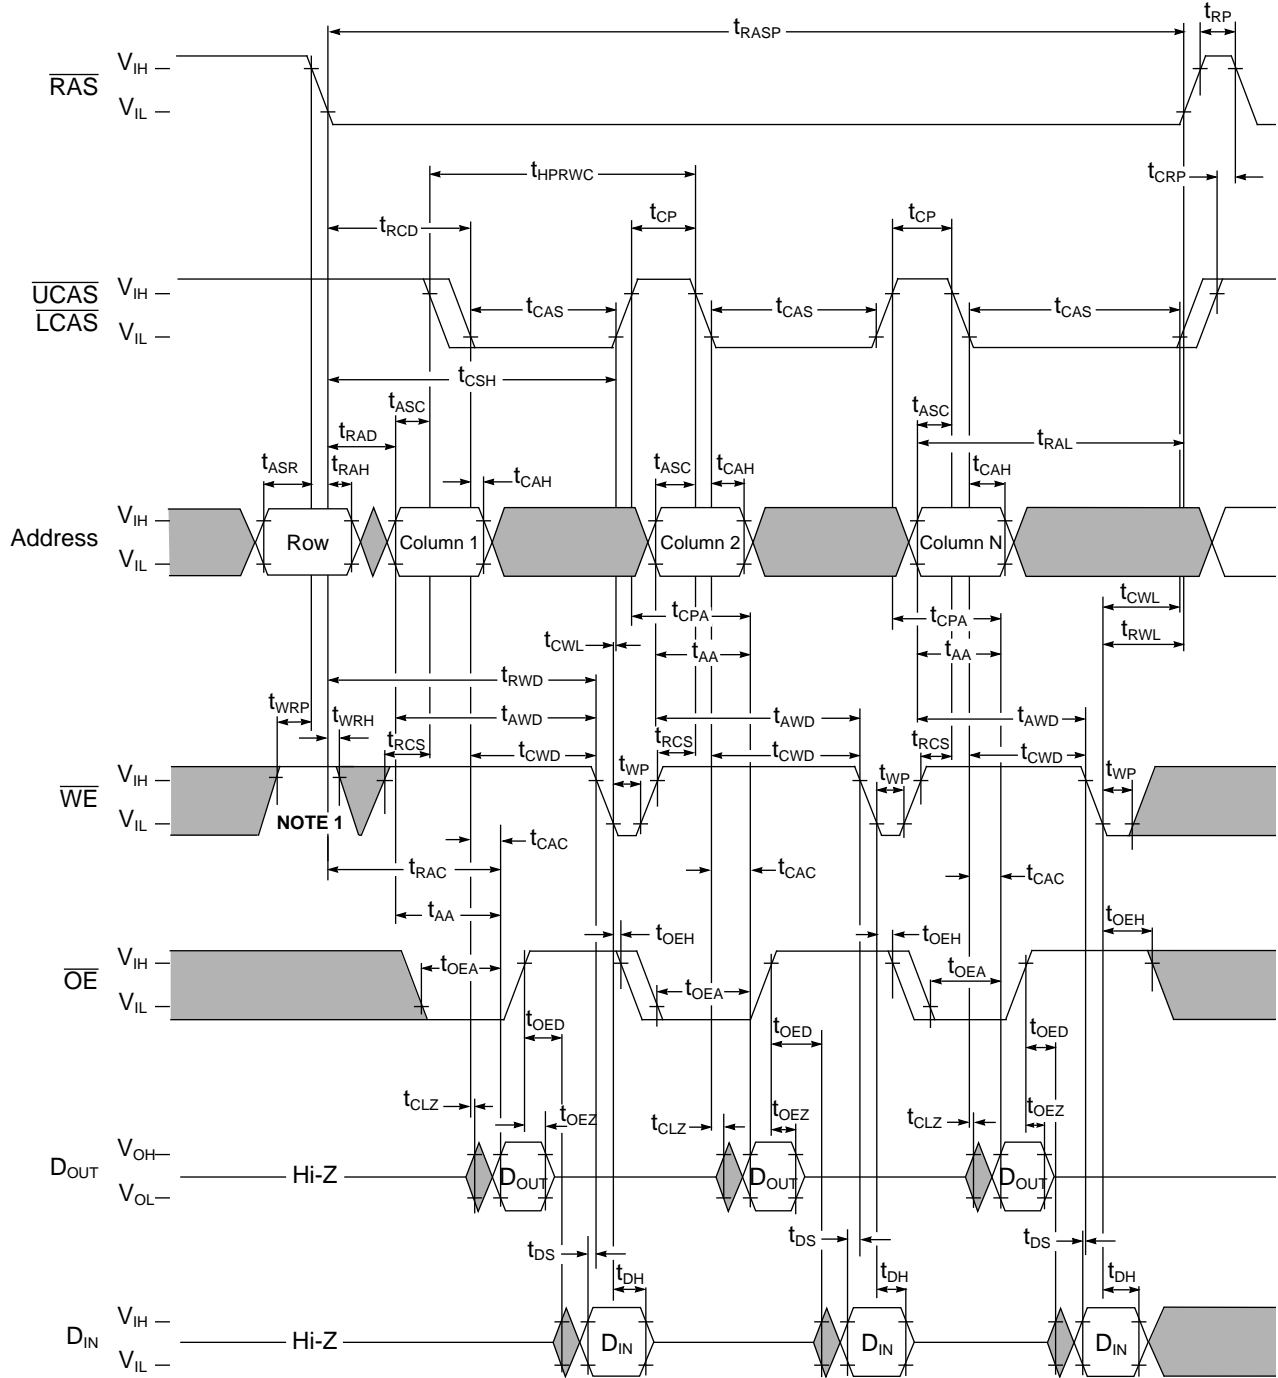 tRP
tRASP
RAS
VIH
VIL
tHPRWC
tCRP
tCP
tCP
tRCD
UCAS
LCAS
VIH
VIL
tCAS
tCAS
tCAS
tCSH
tASC
tASC
tRAD
tRAL
tASR
tRAH
tASC
tCAH
tCAH
tCAH
Address
VIH
VIL
Row
Column 1
Column 2
Column N
tCWL
tCPA
tCPA
tCWL
tRWL
tAA
tAA
tRWD
tWRP
tWRH
tAWD
tAWD
tAWD
tRCS
tRCS
tRCS
tCWD
tCWD
tCWD
WE
VIH
VIL
tWP
tWP
tWP
NOTE 1
tCAC
tRAC
tCAC
tCAC
tAA
tOEH
tOEH
tOEH
OE
VIH
VIL
tOEA
tOEA
tOEA
tOED
tOED
tOED
tCLZ
tOEZ
tCLZ
tOEZ
tCLZ
tOEZ
DOUT
VOH
VOL
Hi-Z
DOUT
DOUT
DOUT
tDS
tDS
tDS
tDH
tDH
tDH
DIN
VIH
VIL
Hi-Z
DIN
DIN
DIN